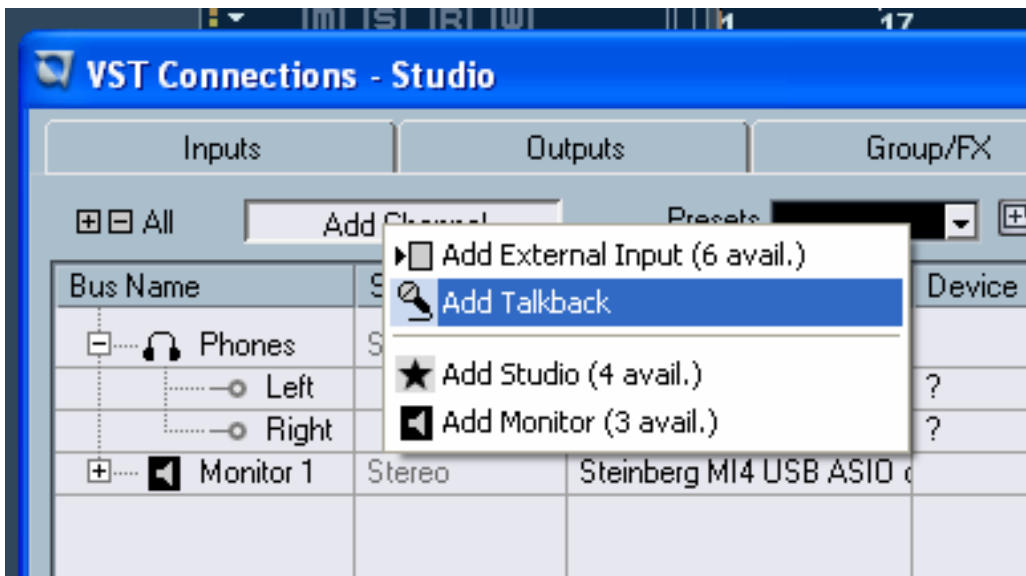 M S R W 1 17
VST Connections - Studio
Inputs Outputs Group/FX
All Add Channel Presets
Add External Input (6 avail.)
Bus Name S Device
Add Talkback
Phones S
Add Studio (4 avail.)
Left ?
Add Monitor (3 avail.)
Right ?
Monitor 1 Stereo Steinberg MI4 USB ASIO d